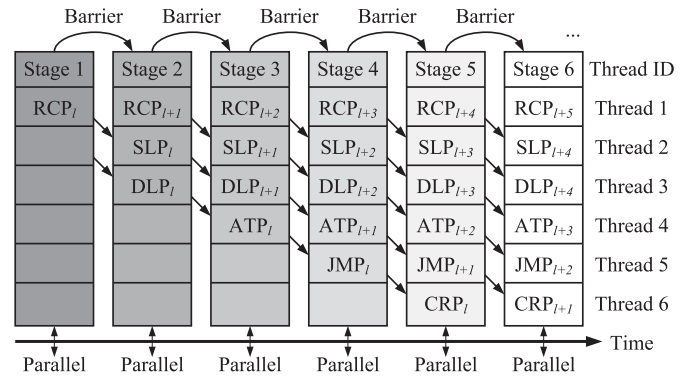 Barrier Barrier Barrier Barrier Barrier
...
Stage 1 Stage 2 Stage 3 Stage 4 Stage 5 Stage 6 Thread ID
RCPl RCPl+1 RCPl+2 RCPl+3 RCPl+4 RCPl+5 Thread 1
SLPl SLPl+1 SLPl+2 SLPl+3 SLPl+4 Thread 2
DLPl DLPl+1 DLPl+2 DLPl+3 DLPl+4 Thread 3
ATPl ATPl+1 ATPl+2 ATPl+3 Thread 4
JMPl JMPl+1 JMPl+2 Thread 5
CRPl CRPl+1 Thread 6
Time
Parallel Parallel Parallel Parallel Parallel Parallel